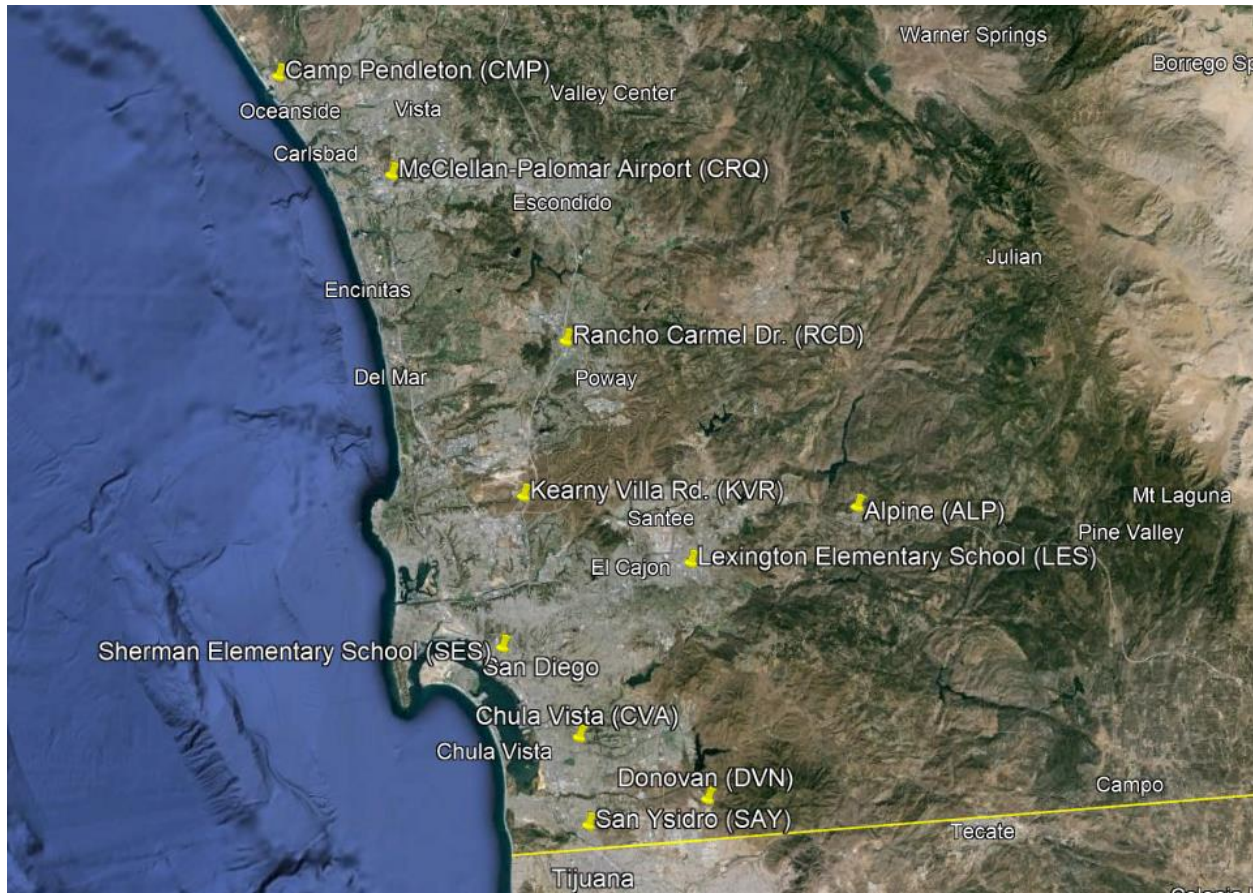 Warner Springs
Borrego Sp
Camp Pendleton (CMP)
Valley Center
Oceanside
Vista
Carlsbad
McClellan-Palomar Airport (CRQ)
Escondido
Julian
Encinitas
Rancho Carmel Dr. (RCD)
Del Mar
Poway
Kearny Villa Rd. (KVR)
Mt Laguna
Alpine (ALP)
Santee
Pine Valley
Lexington Elementary School (LES)
El Cajon
Sherman Elementary School (SES)
San Diego
Chula Vista (CVA)
Chula Vista
Donovan (DVN)
Campo
San Ysidro (SAY)
Tecate
Tijuana